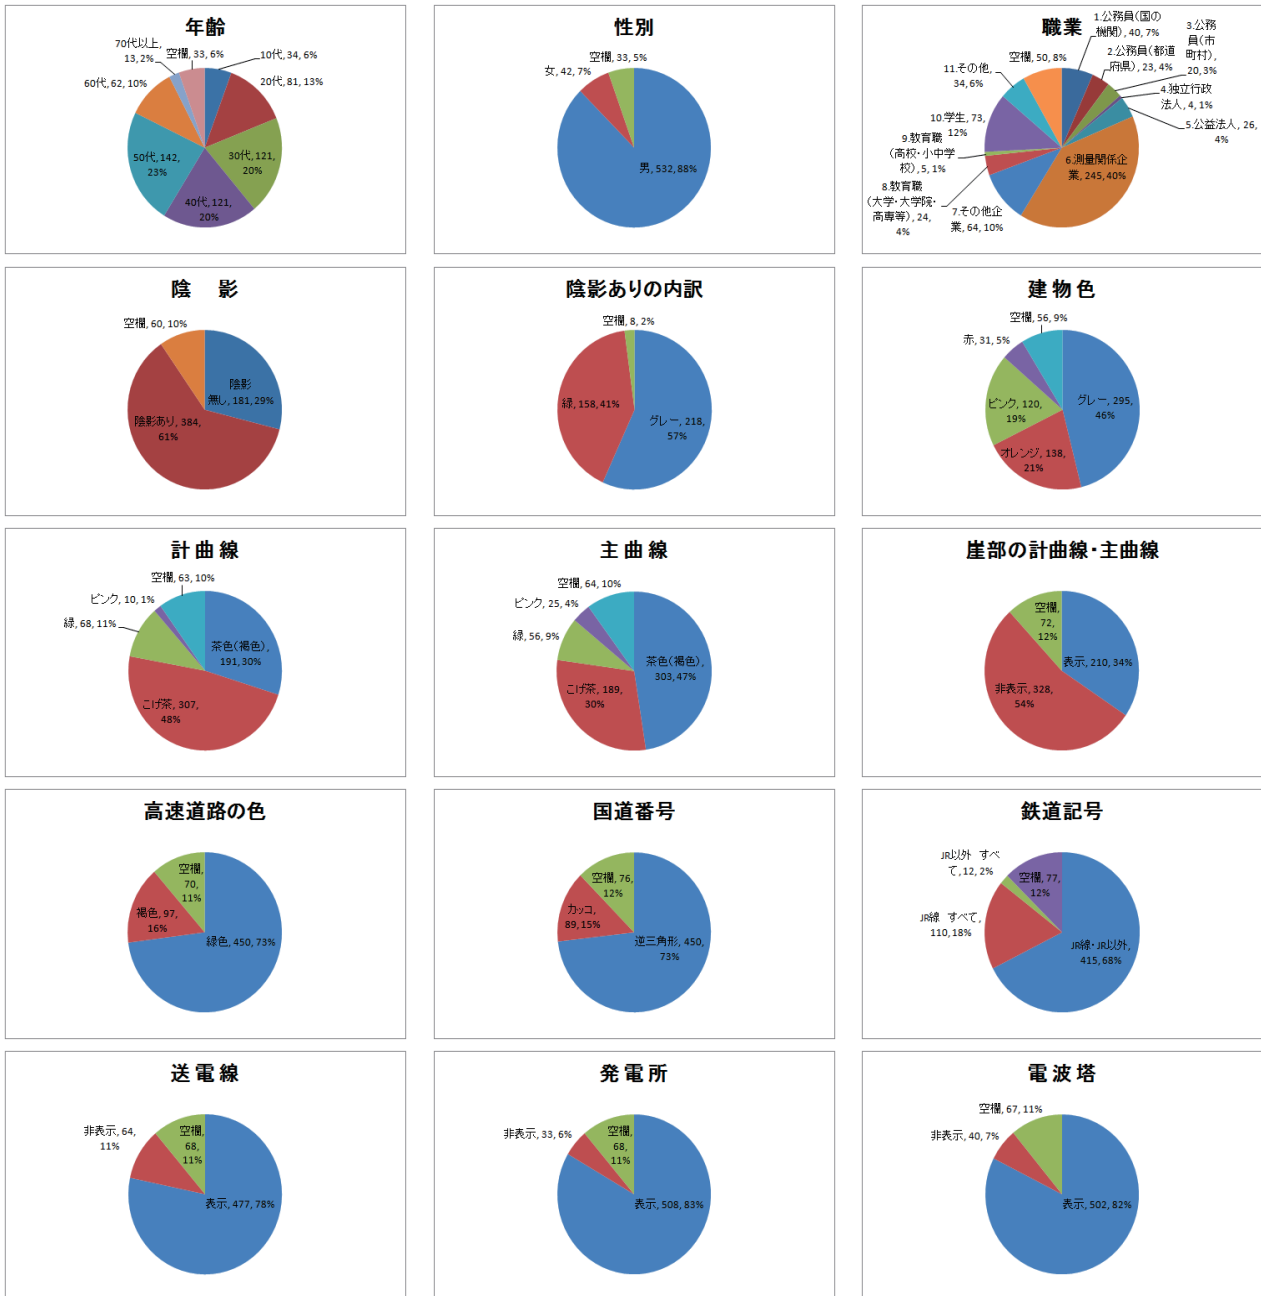 年齢
70代以上,
13, 2%
空欄, 33, 6%
10代, 34, 6%
20代, 81, 13%
30代, 121,
20%
40代, 121,
20%
50代, 142,
23%
60代, 62, 10%
性別
空欄, 33, 5%
女, 42, 7%
男, 532, 88%
職業
1.公務員(国の
機関), 40, 7%
2.公務員(都道
府県), 23, 4%
3.公務
員(市
町村),
20, 3%
4.独立行政
法人, 4, 1%
5.公益法人, 26,
4%
6.測量関係企
業, 245, 40%
7.その他企
業, 64, 10%
8.教育職
(大学・大学院・
高専等), 24,
4%
9.教育職
(高校・小中学
校), 5, 1%
10.学生, 73,
12%
11.その他,
34, 6%
空欄, 50, 8%
陰 影
空欄, 60, 10%
陰影
無し, 181, 29%
陰影あり, 384,
61%
陰影ありの内訳
空欄, 8, 2%
緑, 158, 41%
グレー, 218,
57%
建物色
空欄, 56, 9%
赤, 31, 5%
ピンク, 120,
19%
グレー, 295,
46%
オレンジ, 138,
21%
計曲線
空欄, 63, 10%
ピンク, 10, 1%
緑, 68, 11%
茶色(褐色),
191, 30%
こげ茶, 307,
48%
主曲線
空欄, 64, 10%
ピンク, 25, 4%
緑, 56, 9%
茶色(褐色),
303, 47%
こげ茶, 189,
30%
崖部の計曲線・主曲線
空欄,
72,
12%
表示, 210, 34%
非表示, 328,
54%
高速道路の色
空欄,
70,
11%
褐色, 97,
16%
緑色, 450, 73%
国道番号
空欄, 76,
12%
カッコ,
89, 15%
逆三角形, 450,
73%
鉄道記号
JR以外 すべ
て, 12, 2%
空欄, 77,
12%
JR線 すべて,
110, 18%
JR線・JR以外,
415, 68%
送電線
非表示, 64,
11%
空欄,
68,
11%
表示, 477, 78%
発電所
非表示, 33, 6%
空欄,
68,
11%
表示, 508, 83%
電波塔
空欄, 67, 11%
非表示, 40, 7%
表示, 502, 82%